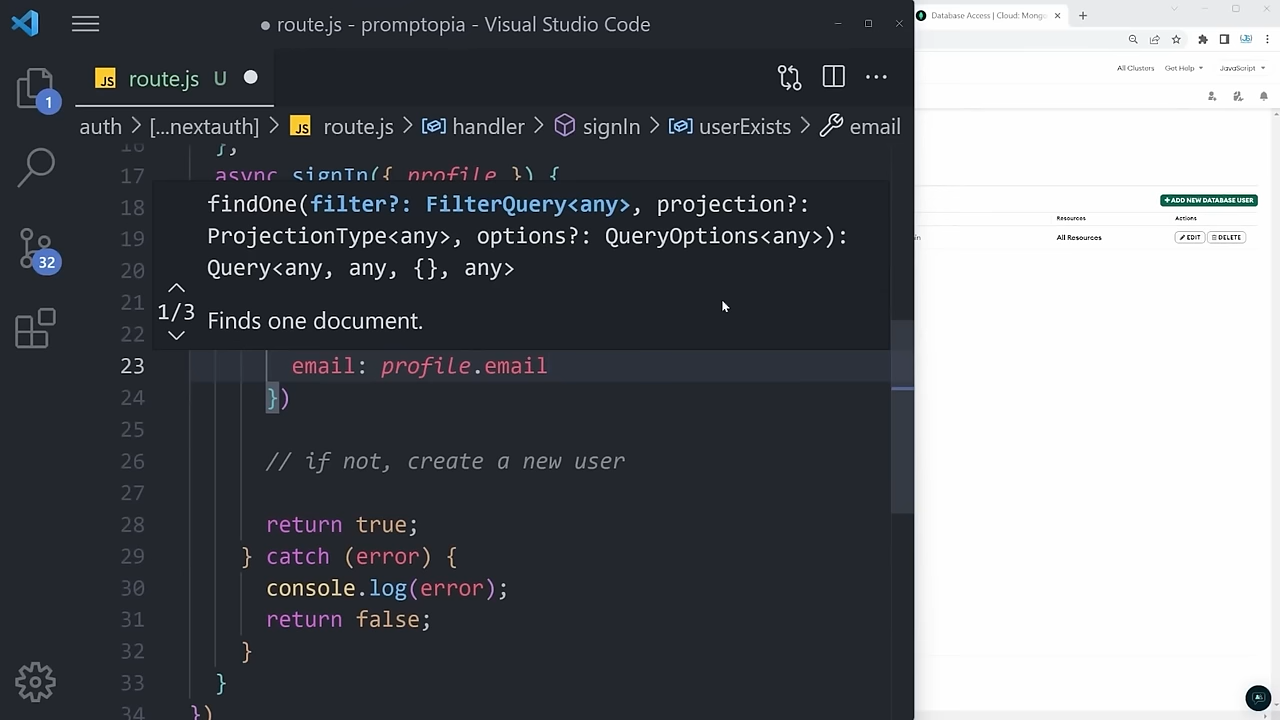 route.js - promptopia - Visual Studio Code
Database Access | Cloud: Mong
JS route.js U
All Clusters Get Help JavaScript
1
auth > [...nextauth] > JS route.js > handler > signIn > userExists > email
16 },
17 async signIn({ profile }) {
18 findOne(filter?: FilterQuery<any>, projection?:
19 ProjectionType<any>, options?: QueryOptions<any>):
20 Query<any, any, {}, any>
21
1/3
22 Finds one document.
+ ADD NEW DATABASE USER
Resources Actions
All Resources EDIT DELETE
32
23 email: profile.email
24 })
25
26 // if not, create a new user
27
28 return true;
29 } catch (error) {
30 console.log(error);
31 return false;
32 }
33 }
34 })